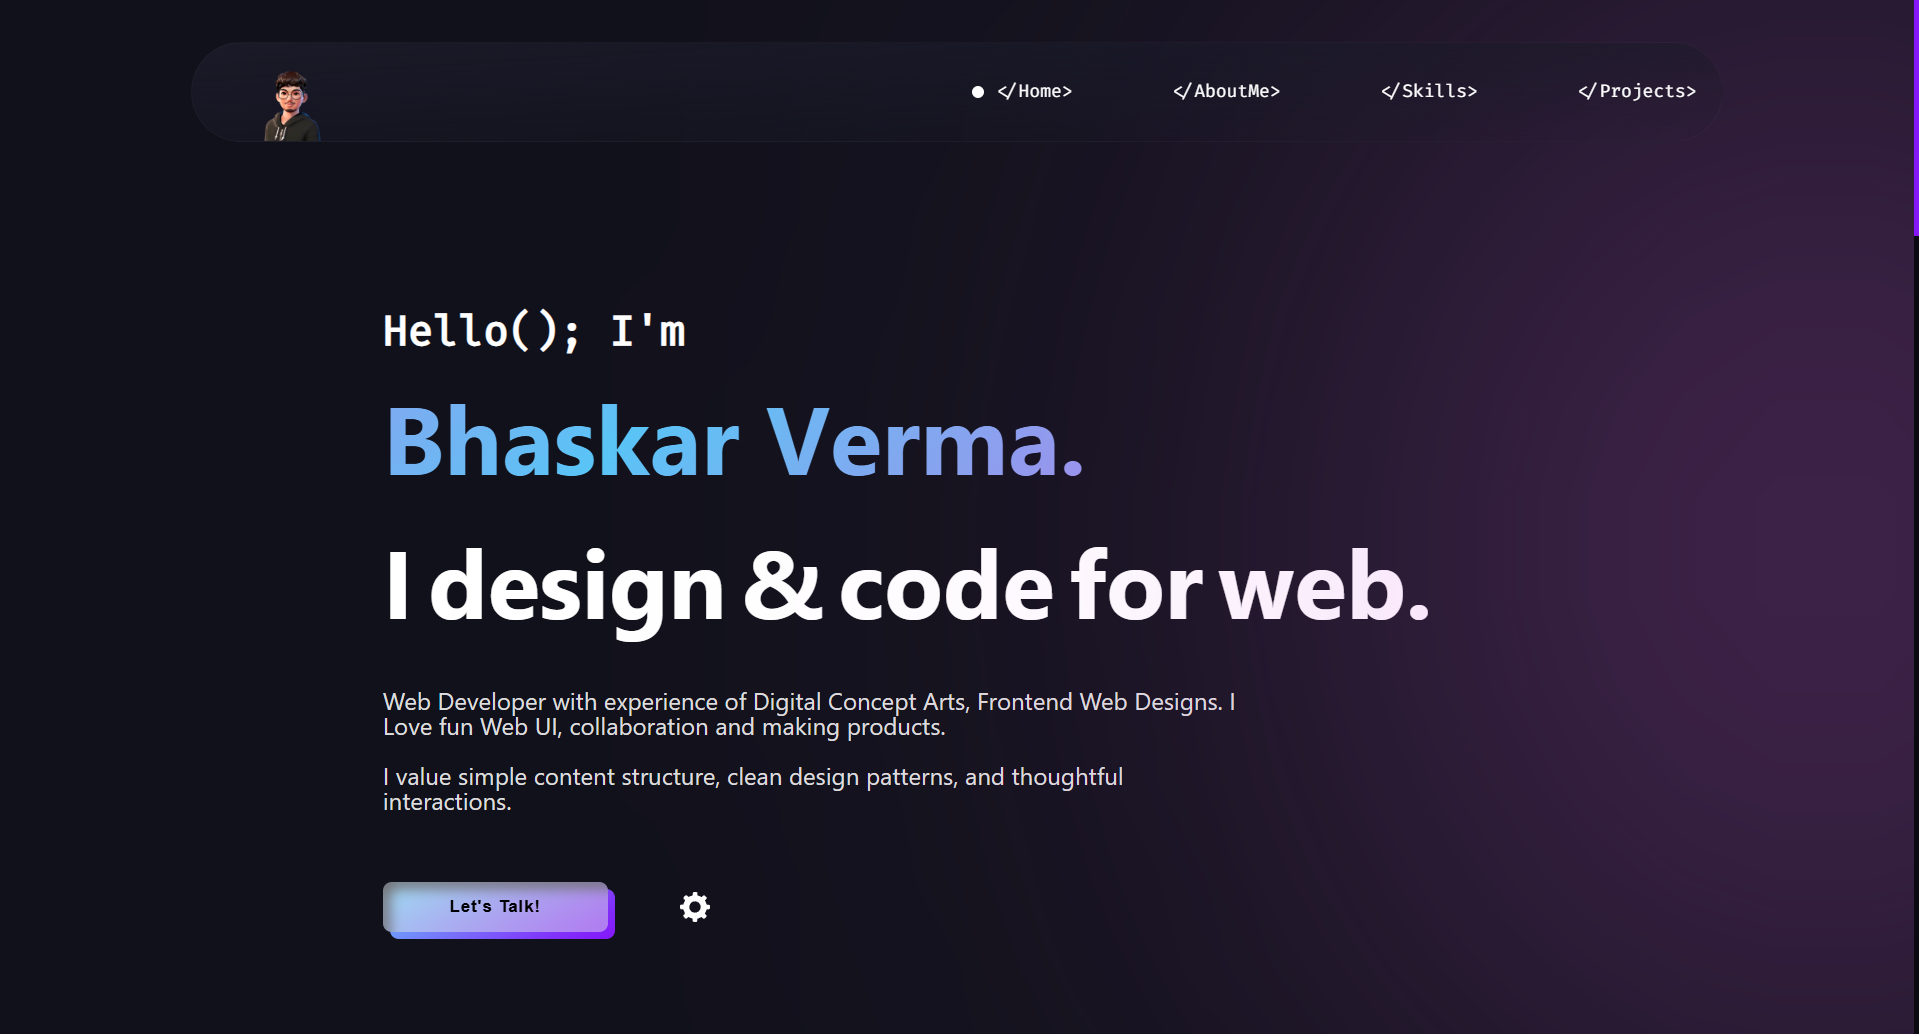 </Home> </AboutMe> </Skills> </Projects>
Hello(); I'm
Bhaskar Verma.
I design & code for web.
Web Developer with experience of Digital Concept Arts, Frontend Web Designs. I
Love fun Web UI, collaboration and making products.
I value simple content structure, clean design patterns, and thoughtful
interactions.
Let's Talk!